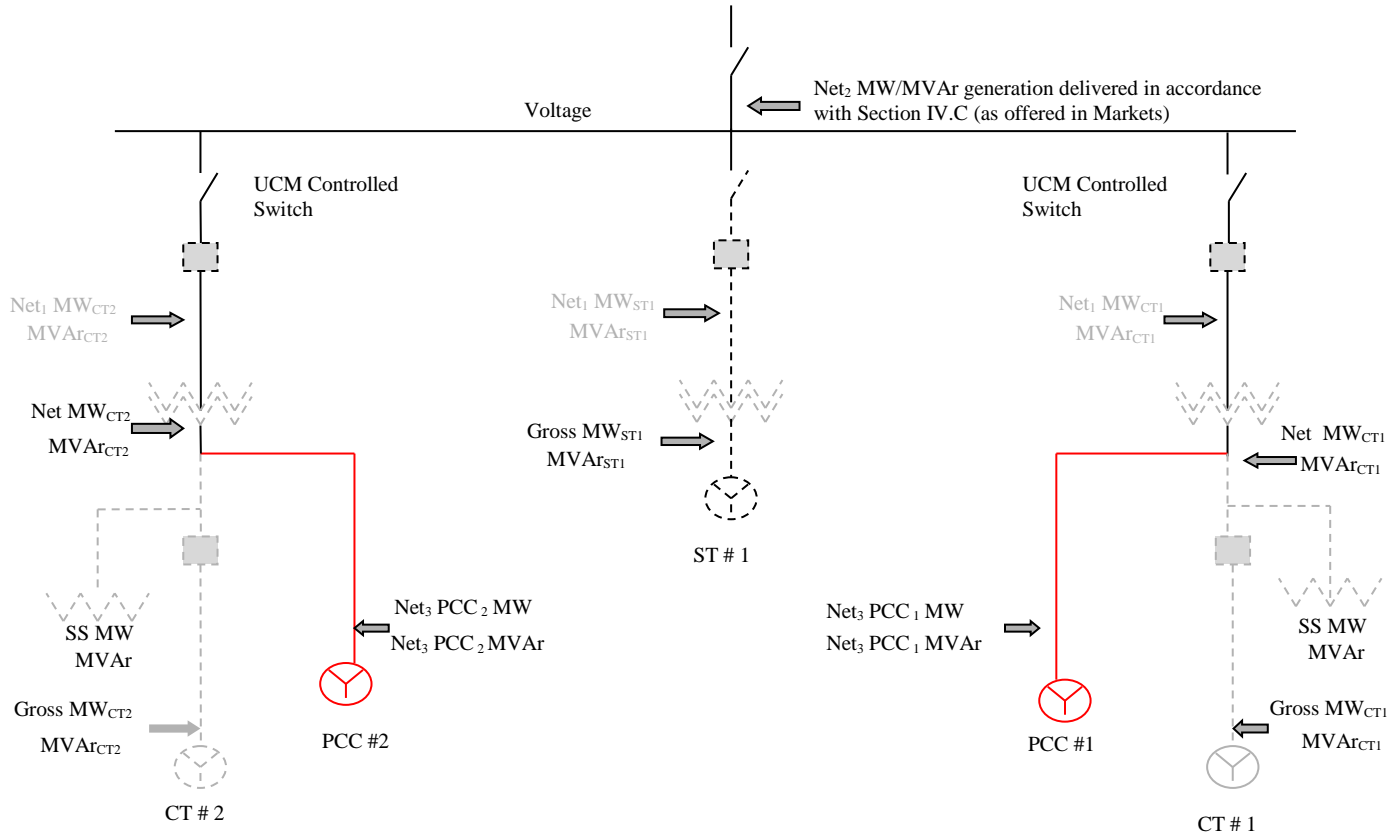 Net₂ MW/MVAr generation delivered in accordance
with Section IV.C (as offered in Markets)
Voltage
UCM Controlled
Switch
UCM Controlled
Switch
Net₁ MWCT2
MVArCT2
Net₁ MWST1
MVArST1
Net₁ MWCT1
MVArCT1
Net MWCT2
MVArCT2
Gross MWST1
MVArST1
Net MWCT1
MVArCT1
ST # 1
SS MW
MVAr
Net₃ PCC ₂ MW
Net₃ PCC ₂ MVAr
Net₃ PCC ₁ MW
Net₃ PCC ₁ MVAr
SS MW
MVAr
Gross MWCT2
MVArCT2
PCC #2
PCC #1
Gross MWCT1
MVArCT1
CT # 2
CT # 1